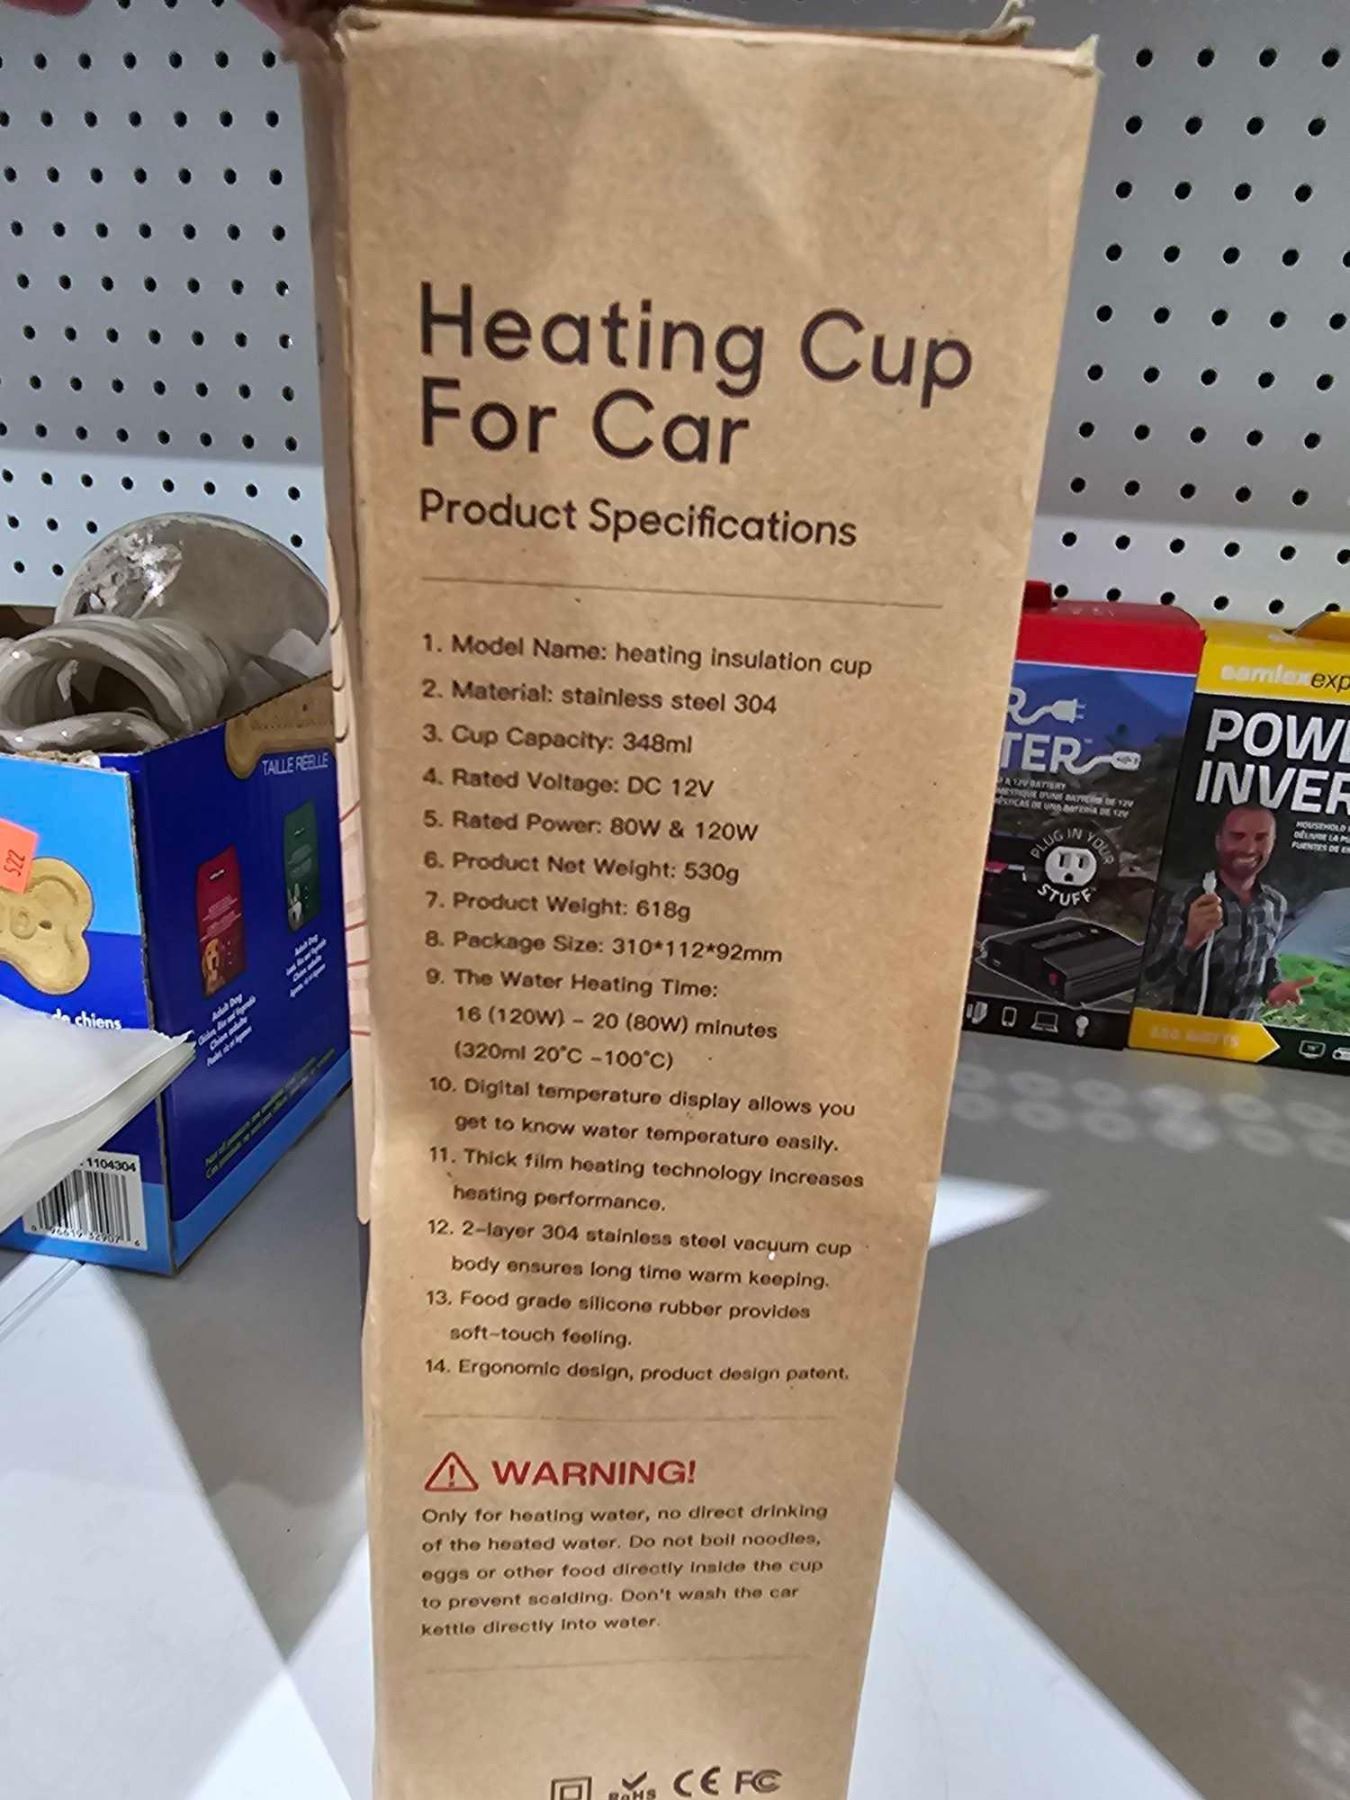 Heating Cup
For Car
Product Specifications
1. Model Name: heating insulation cup
2. Material: stainless steel 304
3. Cup Capacity: 348ml
4. Rated Voltage: DC 12V
5. Rated Power: 80W & 120W
6. Product Net Weight: 530g
7. Product Weight: 618g
8. Package Size: 310*112*92mm
9. The Water Heating Time:
16 (120W) - 20 (80W) minutes
(320ml 20°C -100°C)
10. Digital temperature display allows you
get to know water temperature easily.
11. Thick film heating technology increases
heating performance.
12. 2-layer 304 stainless steel vacuum cup
body ensures long time warm keeping.
13. Food grade silicone rubber provides
soft-touch feeling.
14. Ergonomic design, product design patent.
WARNING!
Only for heating water, no direct drinking
of the heated water. Do not boil noodles,
eggs or other food directly inside the cup
to prevent scalding. Don't wash the car
kettle directly into water.
RoHS CE FC
TAILLE RÉELLE
522
chiens
1104304
R
TER
PLUG IN YOUR
STUFF
samlex exp
POW
INVER